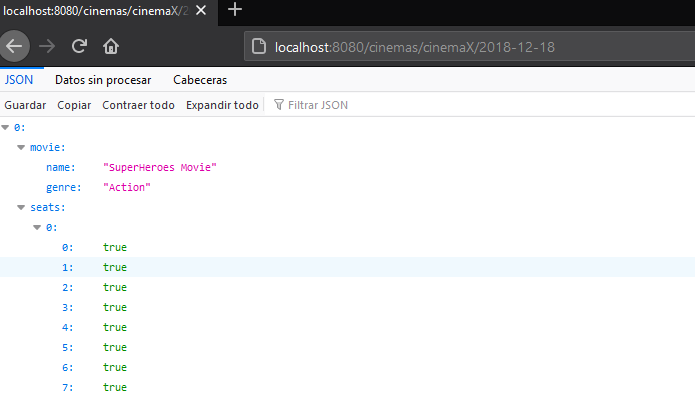 localhost:8080/cinemas/cinemaX/2
localhost:8080/cinemas/cinemaX/2018-12-18
JSON Datos sin procesar Cabeceras
Guardar Copiar Contraer todo Expandir todo Filtrar JSON
0:
movie:
name: "SuperHeroes Movie"
genre: "Action"
seats:
0:
0: true
1: true
2: true
3: true
4: true
5: true
6: true
7: true